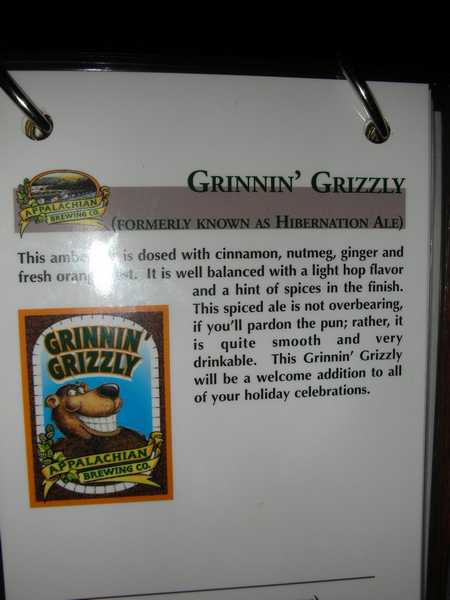 GRINNIN' GRIZZLY
APPALACHIAN
BREWING CO.
(FORMERLY KNOWN AS HIBERNATION ALE)
This is dosed with cinnamon, nutmeg, ginger and
fresh It is well balanced with a light hop flavor
and a hint of spices in the finish.
This spiced ale is not overbearing,
if you'll pardon the pun; rather, it
is quite smooth and very
drinkable. This Grinnin' Grizzly
will be a welcome addition to all
of your holiday celebrations.
GRINNIN'
GRIZZLY
APPALACHIAN
BREWING CO.